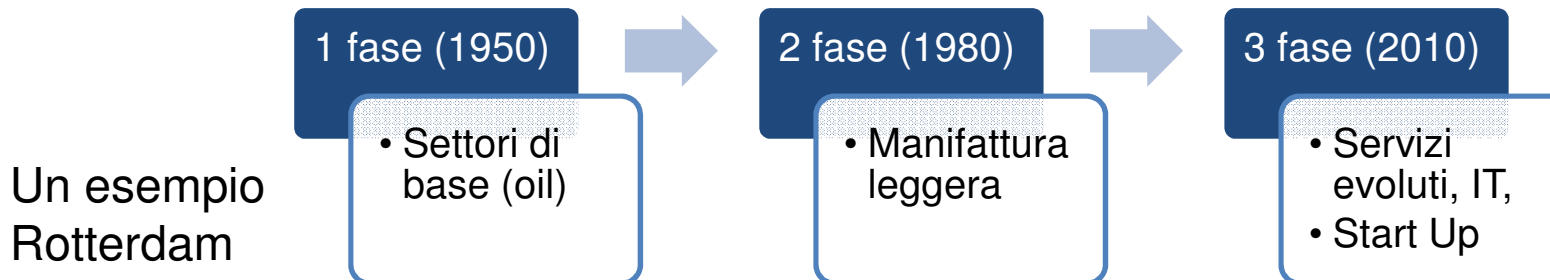 1 fase (1950)
• Settori di
base (oil)
2 fase (1980)
• Manifattura
leggera
3 fase (2010)
• Servizi
evoluti, IT,
• Start Up
Un esempio
Rotterdam